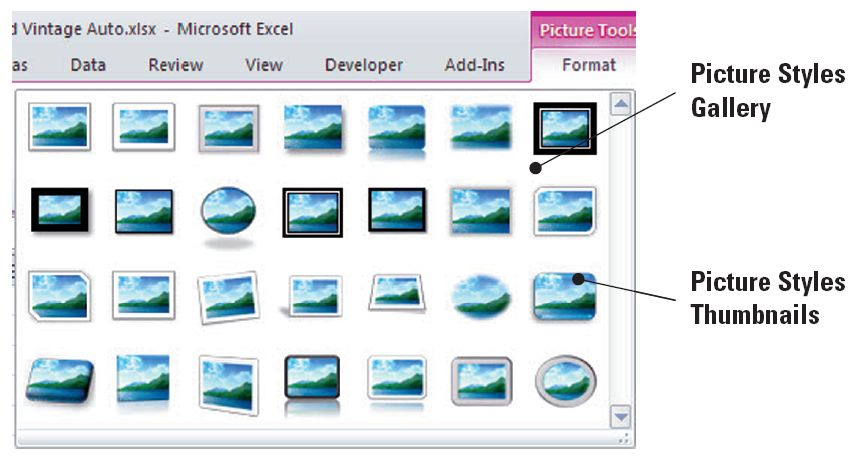 d Vintage Auto.xlsx - Microsoft Excel
Picture Tools
as Data Review View Developer Add-Ins Format
Picture Styles
Gallery
Picture Styles
Thumbnails